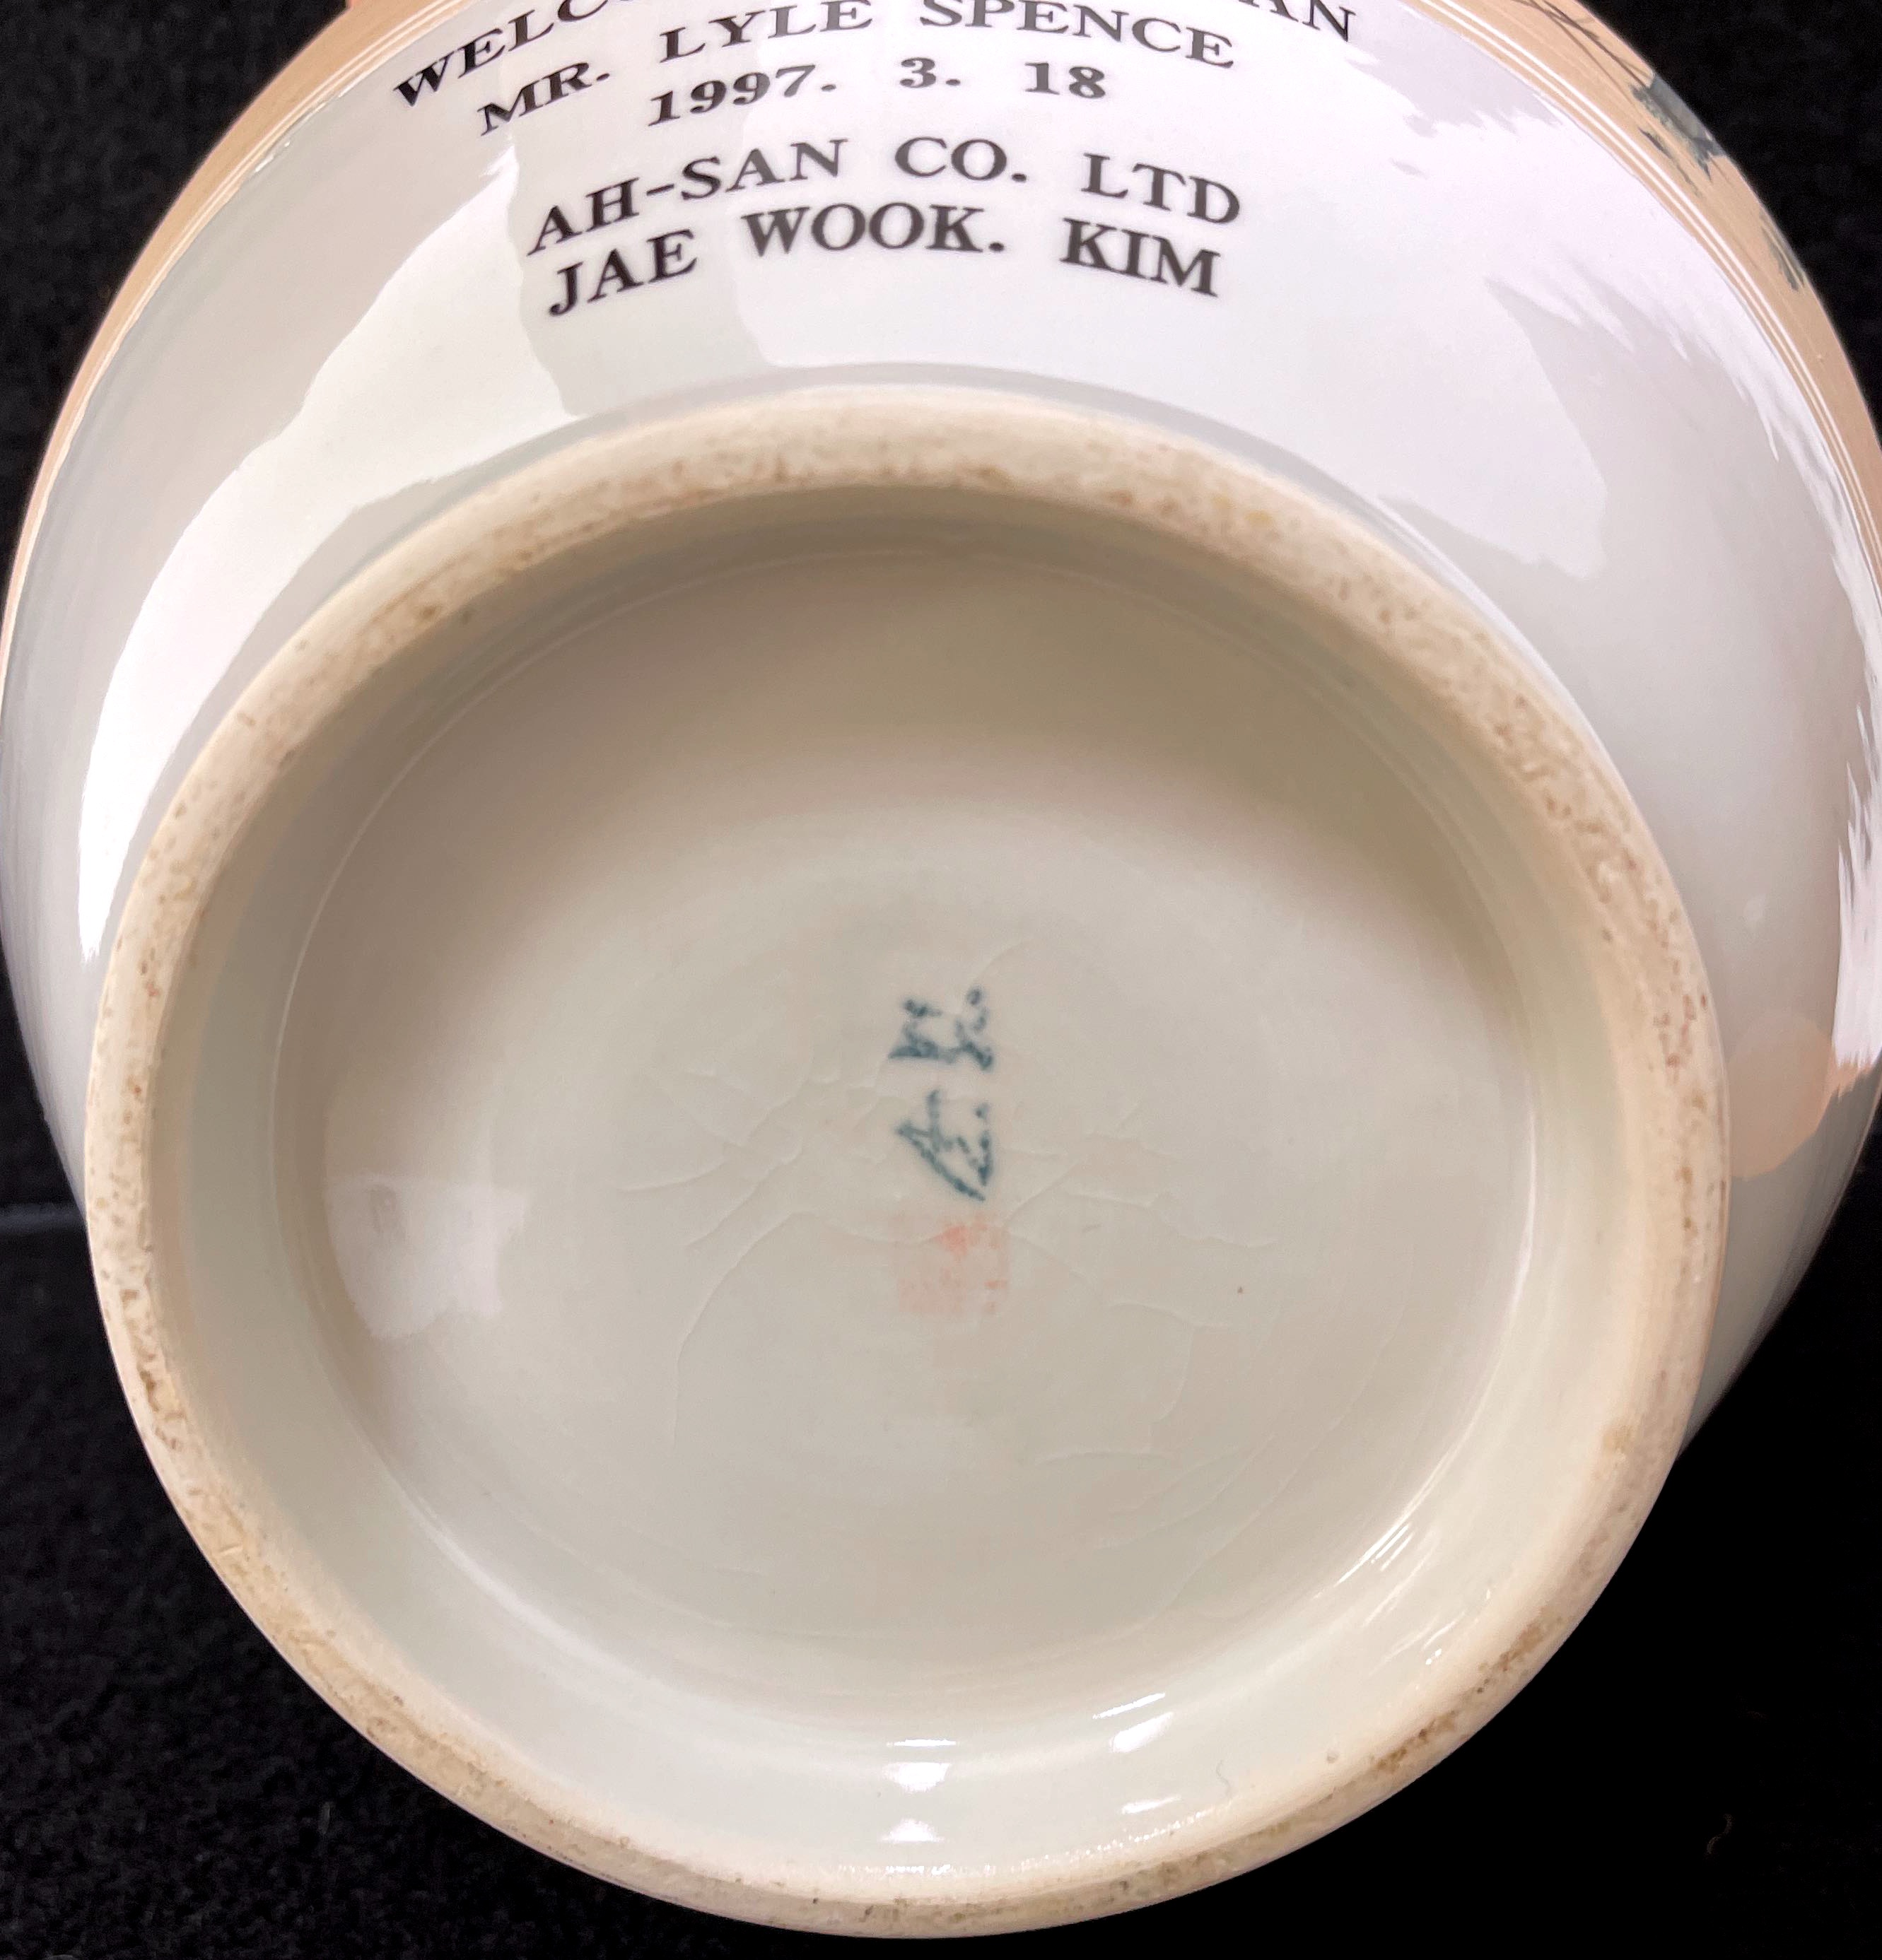 MR. LYLE SPENCE
1997. 3. 18
AH-SAN CO. LTD
JAE WOOK. KIM